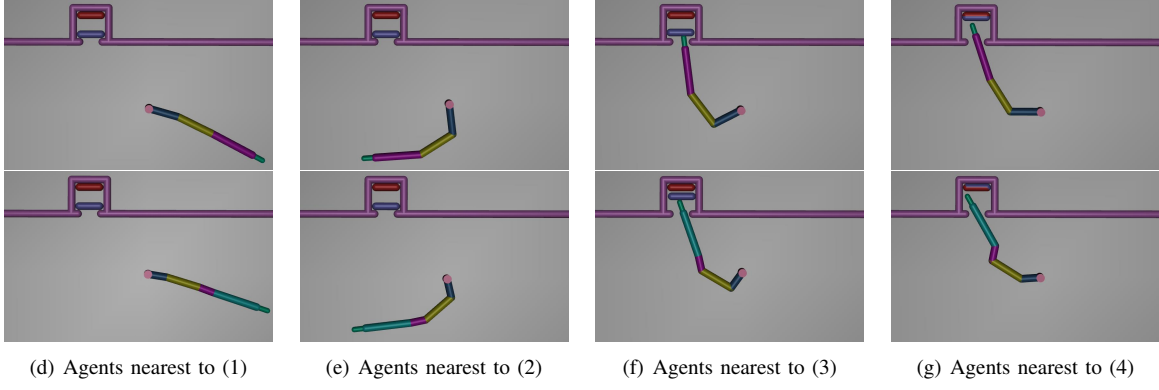 (d) Agents nearest to (1)
(e) Agents nearest to (2)
(f) Agents nearest to (3)
(g) Agents nearest to (4)